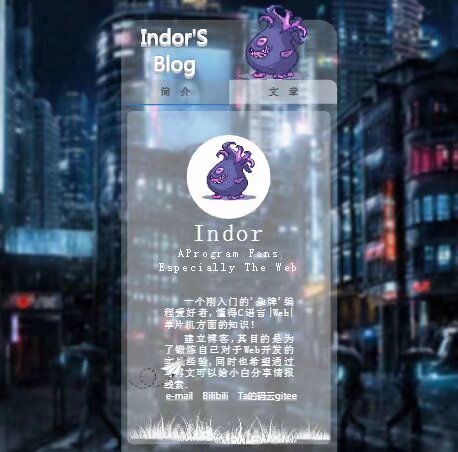 Indor'S
Blog
简 介
文 章
Indor
AProgram Fans
Especially The Web
一个刚入门的'杂牌'编
程爱好者,懂得C语言|Web|
单片机方面的知识!
建立博客,其目的是为
了锻炼自己对于Web开发的
经验,同时也希望通过
文可以给小白分享情报
线索.
e-mail Bilibili Ta的码云gitee